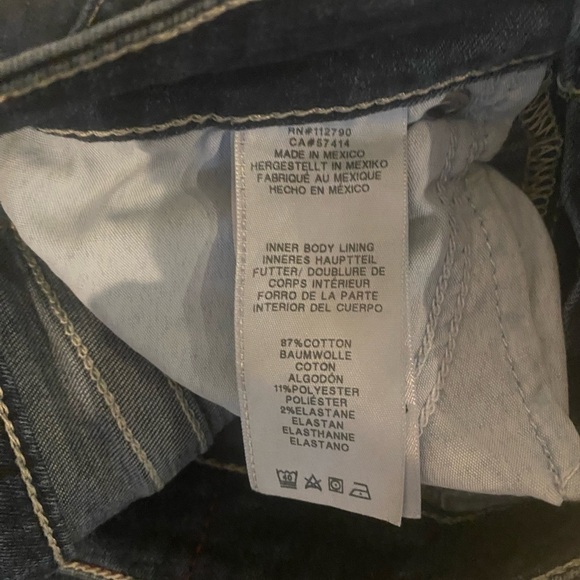 RN#112790
CA#57414
MADE IN MEXICO
HERGESTELLT IN MEXIKO
FABRIQUÉ AU MEXIQUE
HECHO EN MÉXICO
INNER BODY LINING
INNERES HAUPTTEIL
FUTTER/ DOUBLURE DE
CORPS INTÉRIEUR
FORRO DE LA PARTE
INTERIOR DEL CUERPO
87%COTTON
BAUMWOLLE
COTON
ALGODÓN
11%POLYESTER
POLIÉSTER
2%ELASTANE
ELASTAN
ELASTHANNE
ELASTANO
40